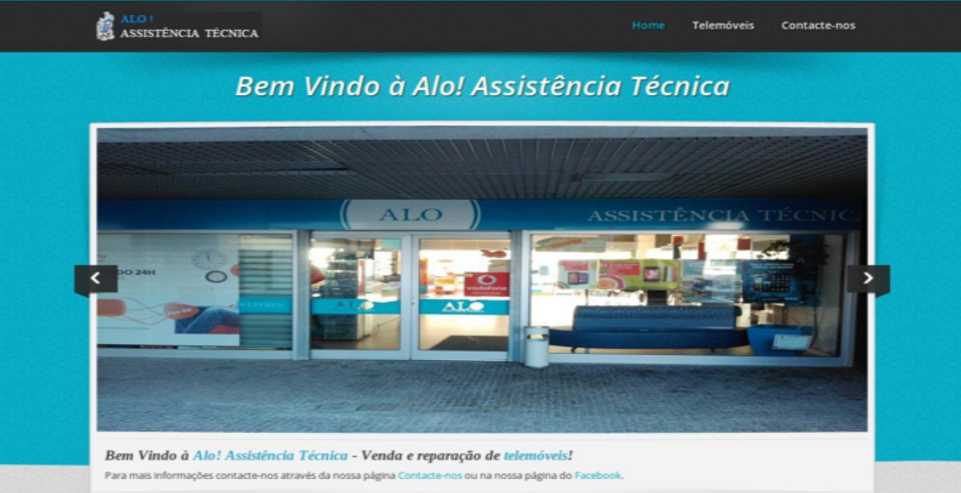 ALO !
ASSISTÊNCIA TÉCNICA
Home Telemóveis Contacte-nos
Bem Vindo à Alo! Assistência Técnica
ALO
ASSISTÊNCIA TÉCNIC
DO 24H
vodafone
ALO
ALO
Bem Vindo à Alo! Assistência Técnica - Venda e reparação de telemóveis!
Para mais informações contacte-nos através da nossa página Contacte-nos ou na nossa página do Facebook.